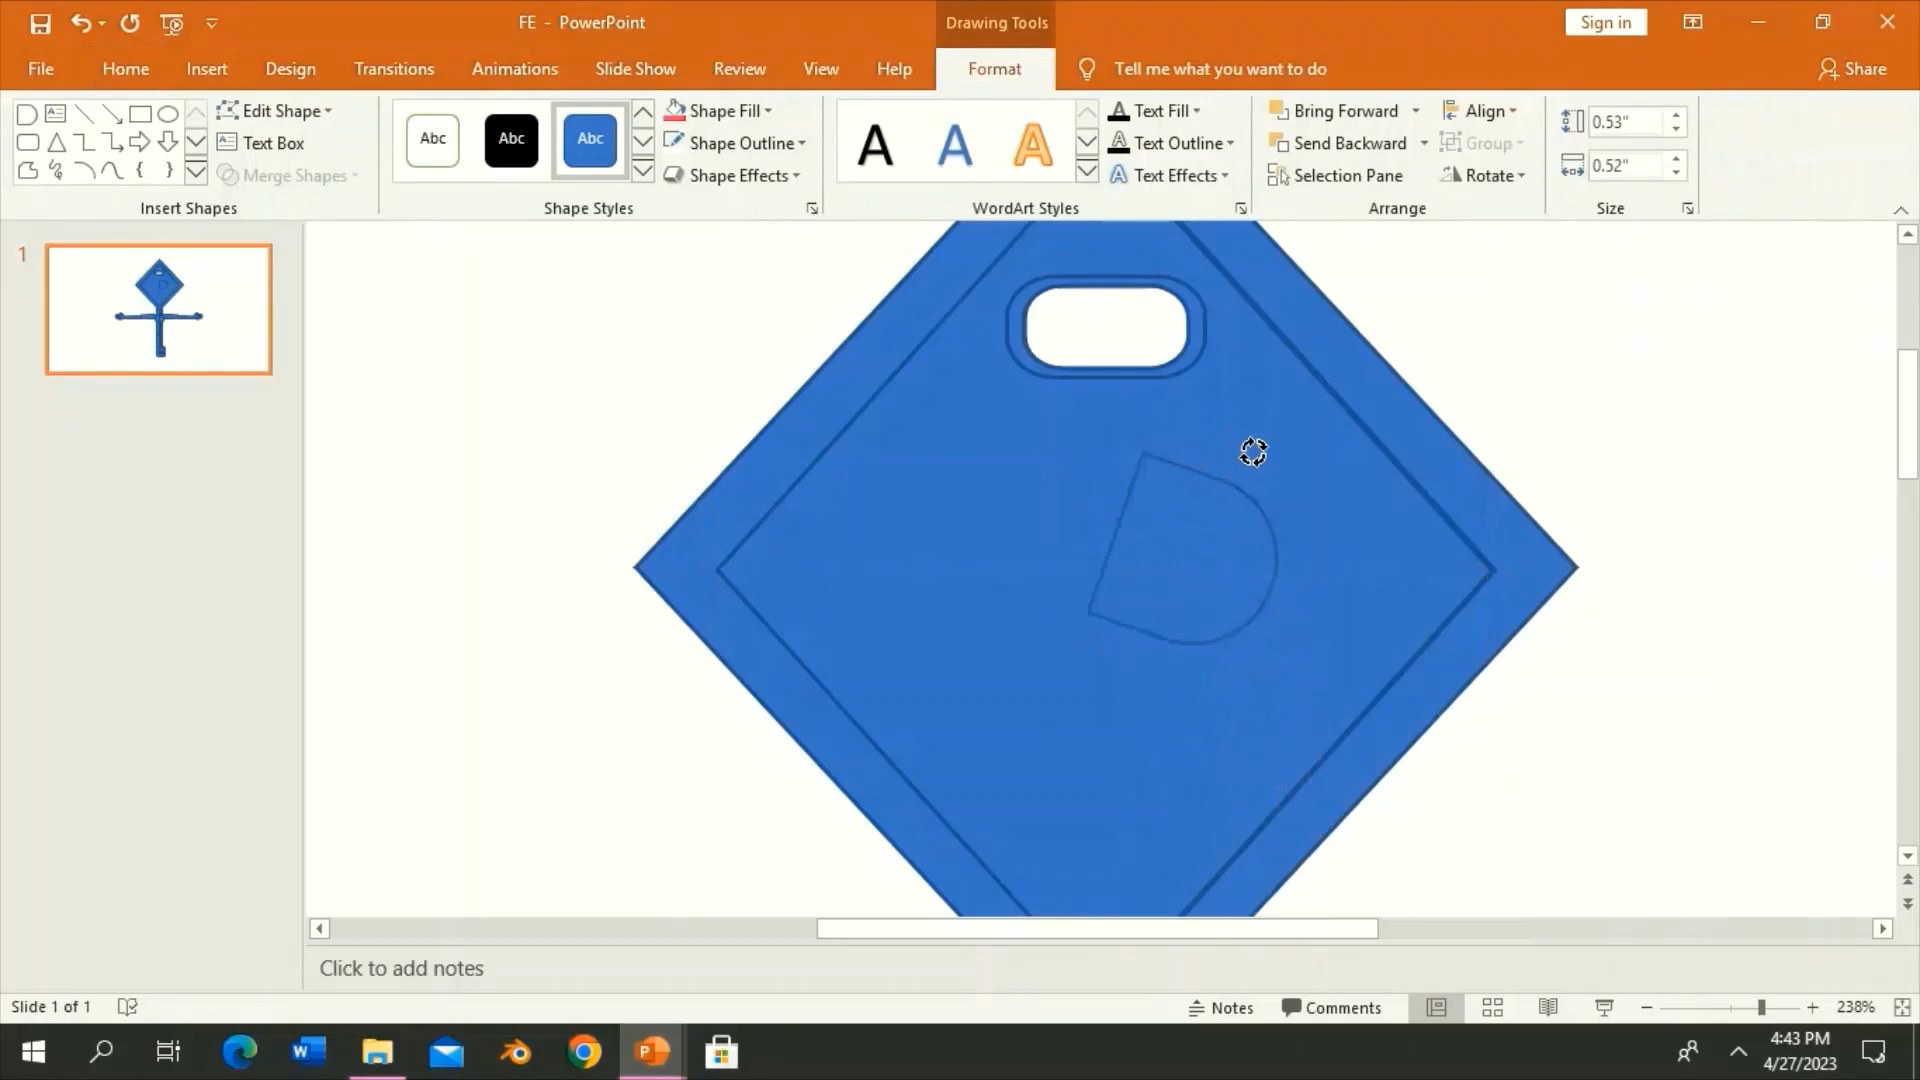 FE - PowerPoint
Drawing Tools
Sign in
File Home Insert Design Transitions Animations Slide Show Review View Help Format Tell me what you want to do Share
Edit Shape
Text Box
Merge Shapes
Insert Shapes
Abc Abc Abc
Shape Fill
Shape Outline
Shape Effects
Shape Styles
A A A
Text Fill
Text Outline
Text Effects
WordArt Styles
Bring Forward
Send Backward
Selection Pane
Align
Group
Rotate
Arrange
0.53"
0.52"
Size
1
Click to add notes
Slide 1 of 1
Notes
Comments
238%
4:43 PM
4/27/2023